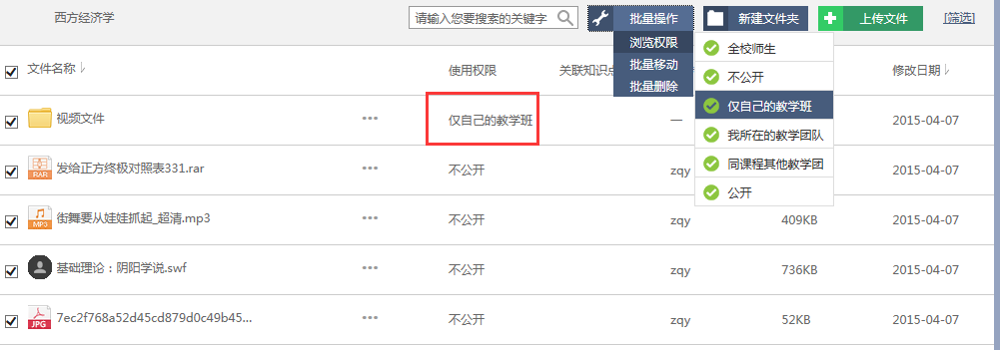 西方经济学
请输入您要搜索的关键字
批量操作
新建文件夹
上传文件
[筛选]
浏览权限
批量移动
批量删除
全校师生
不公开
仅自己的教学班
我所在的教学团队
同课程其他教学团
公开
文件名称
使用权限
关联知识点
修改日期
视频文件 ••• 仅自己的教学班 — 2015-04-07
发给正方终极对照表331.rar ••• 不公开 zqy 2015-04-07
街舞要从娃娃抓起_超清.mp3 ••• 不公开 zqy 409KB 2015-04-07
基础理论：阴阳学说.swf ••• 不公开 zqy 736KB 2015-04-07
7ec2f768a52d45cd879d0c49b45... ••• 不公开 zqy 52KB 2015-04-07
RAR
MP3
JPG